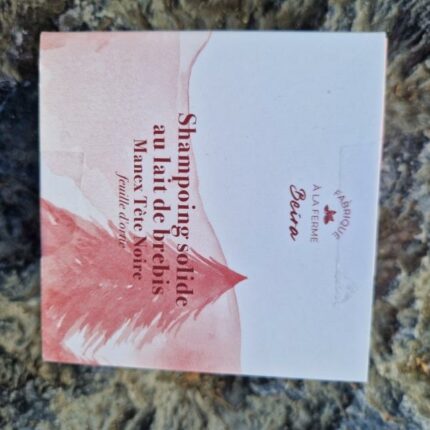 FABRIQUÉ
À LA FERME
Beira
Shampoing solide
au lait de brebis
Manex Tête Noire
feuille d'ortie